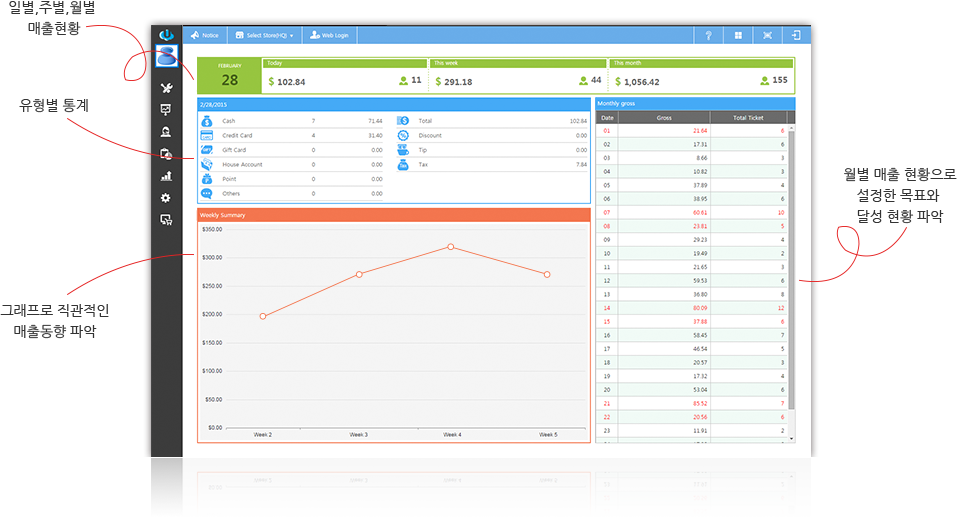 일별,주별,월별
매출현황
유형별 통계
그래프로 직관적인
매출동향 파악
월별 매출 현황으로
설정한 목표와
달성 현황 파악
Notice Select Store(HQ) Web Login
FEBRUARY
28
Today
$ 102.84 11
This week
$ 291.18 44
This month
$ 1,056.42 155
2/28/2015
Cash 7 71.44 Total 102.84
Credit Card 4 31.40 Discount 0.00
Gift Card 0 0.00 Tip 0.00
House Account 0 0.00 Tax 7.84
Point 0 0.00
Others 0 0.00
Weekly Summary
$350.00
$300.00
$250.00
$200.00
$150.00
$100.00
$50.00
$0.00
Week 2 Week 3 Week 4 Week 5
Monthly gross
Date Gross Total Ticket
01 21.64 6
02 17.31 6
03 8.66 3
04 10.82 3
05 37.89 4
06 38.95 6
07 60.61 10
08 23.81 5
09 29.23 4
10 19.49 2
11 21.65 3
12 59.53 6
13 36.80 8
14 80.09 12
15 37.88 6
16 58.45 7
17 46.54 5
18 20.57 3
19 17.32 4
20 53.04 6
21 85.52 7
22 20.56 6
23 11.91 2